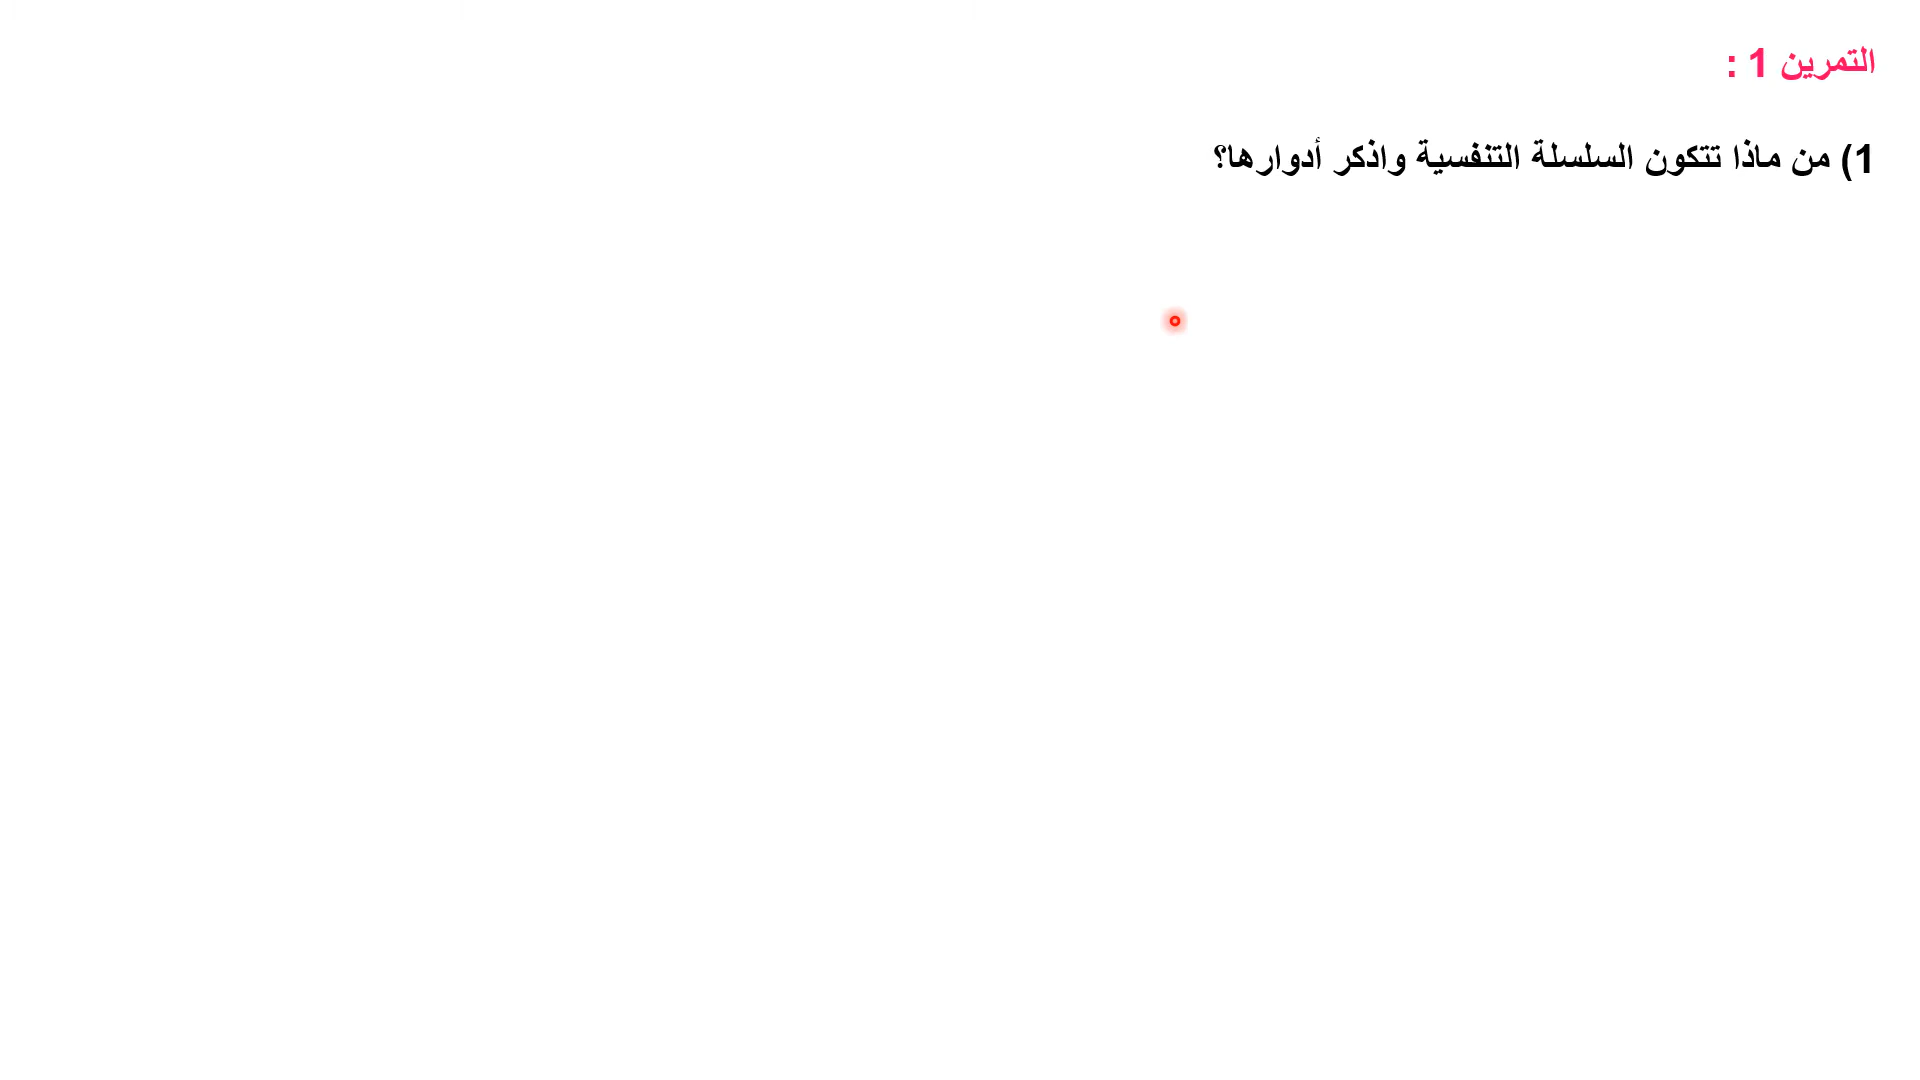 التمرين 1 :
1) من ماذا تتكون السلسلة التنفسية واذكر أدوارها؟